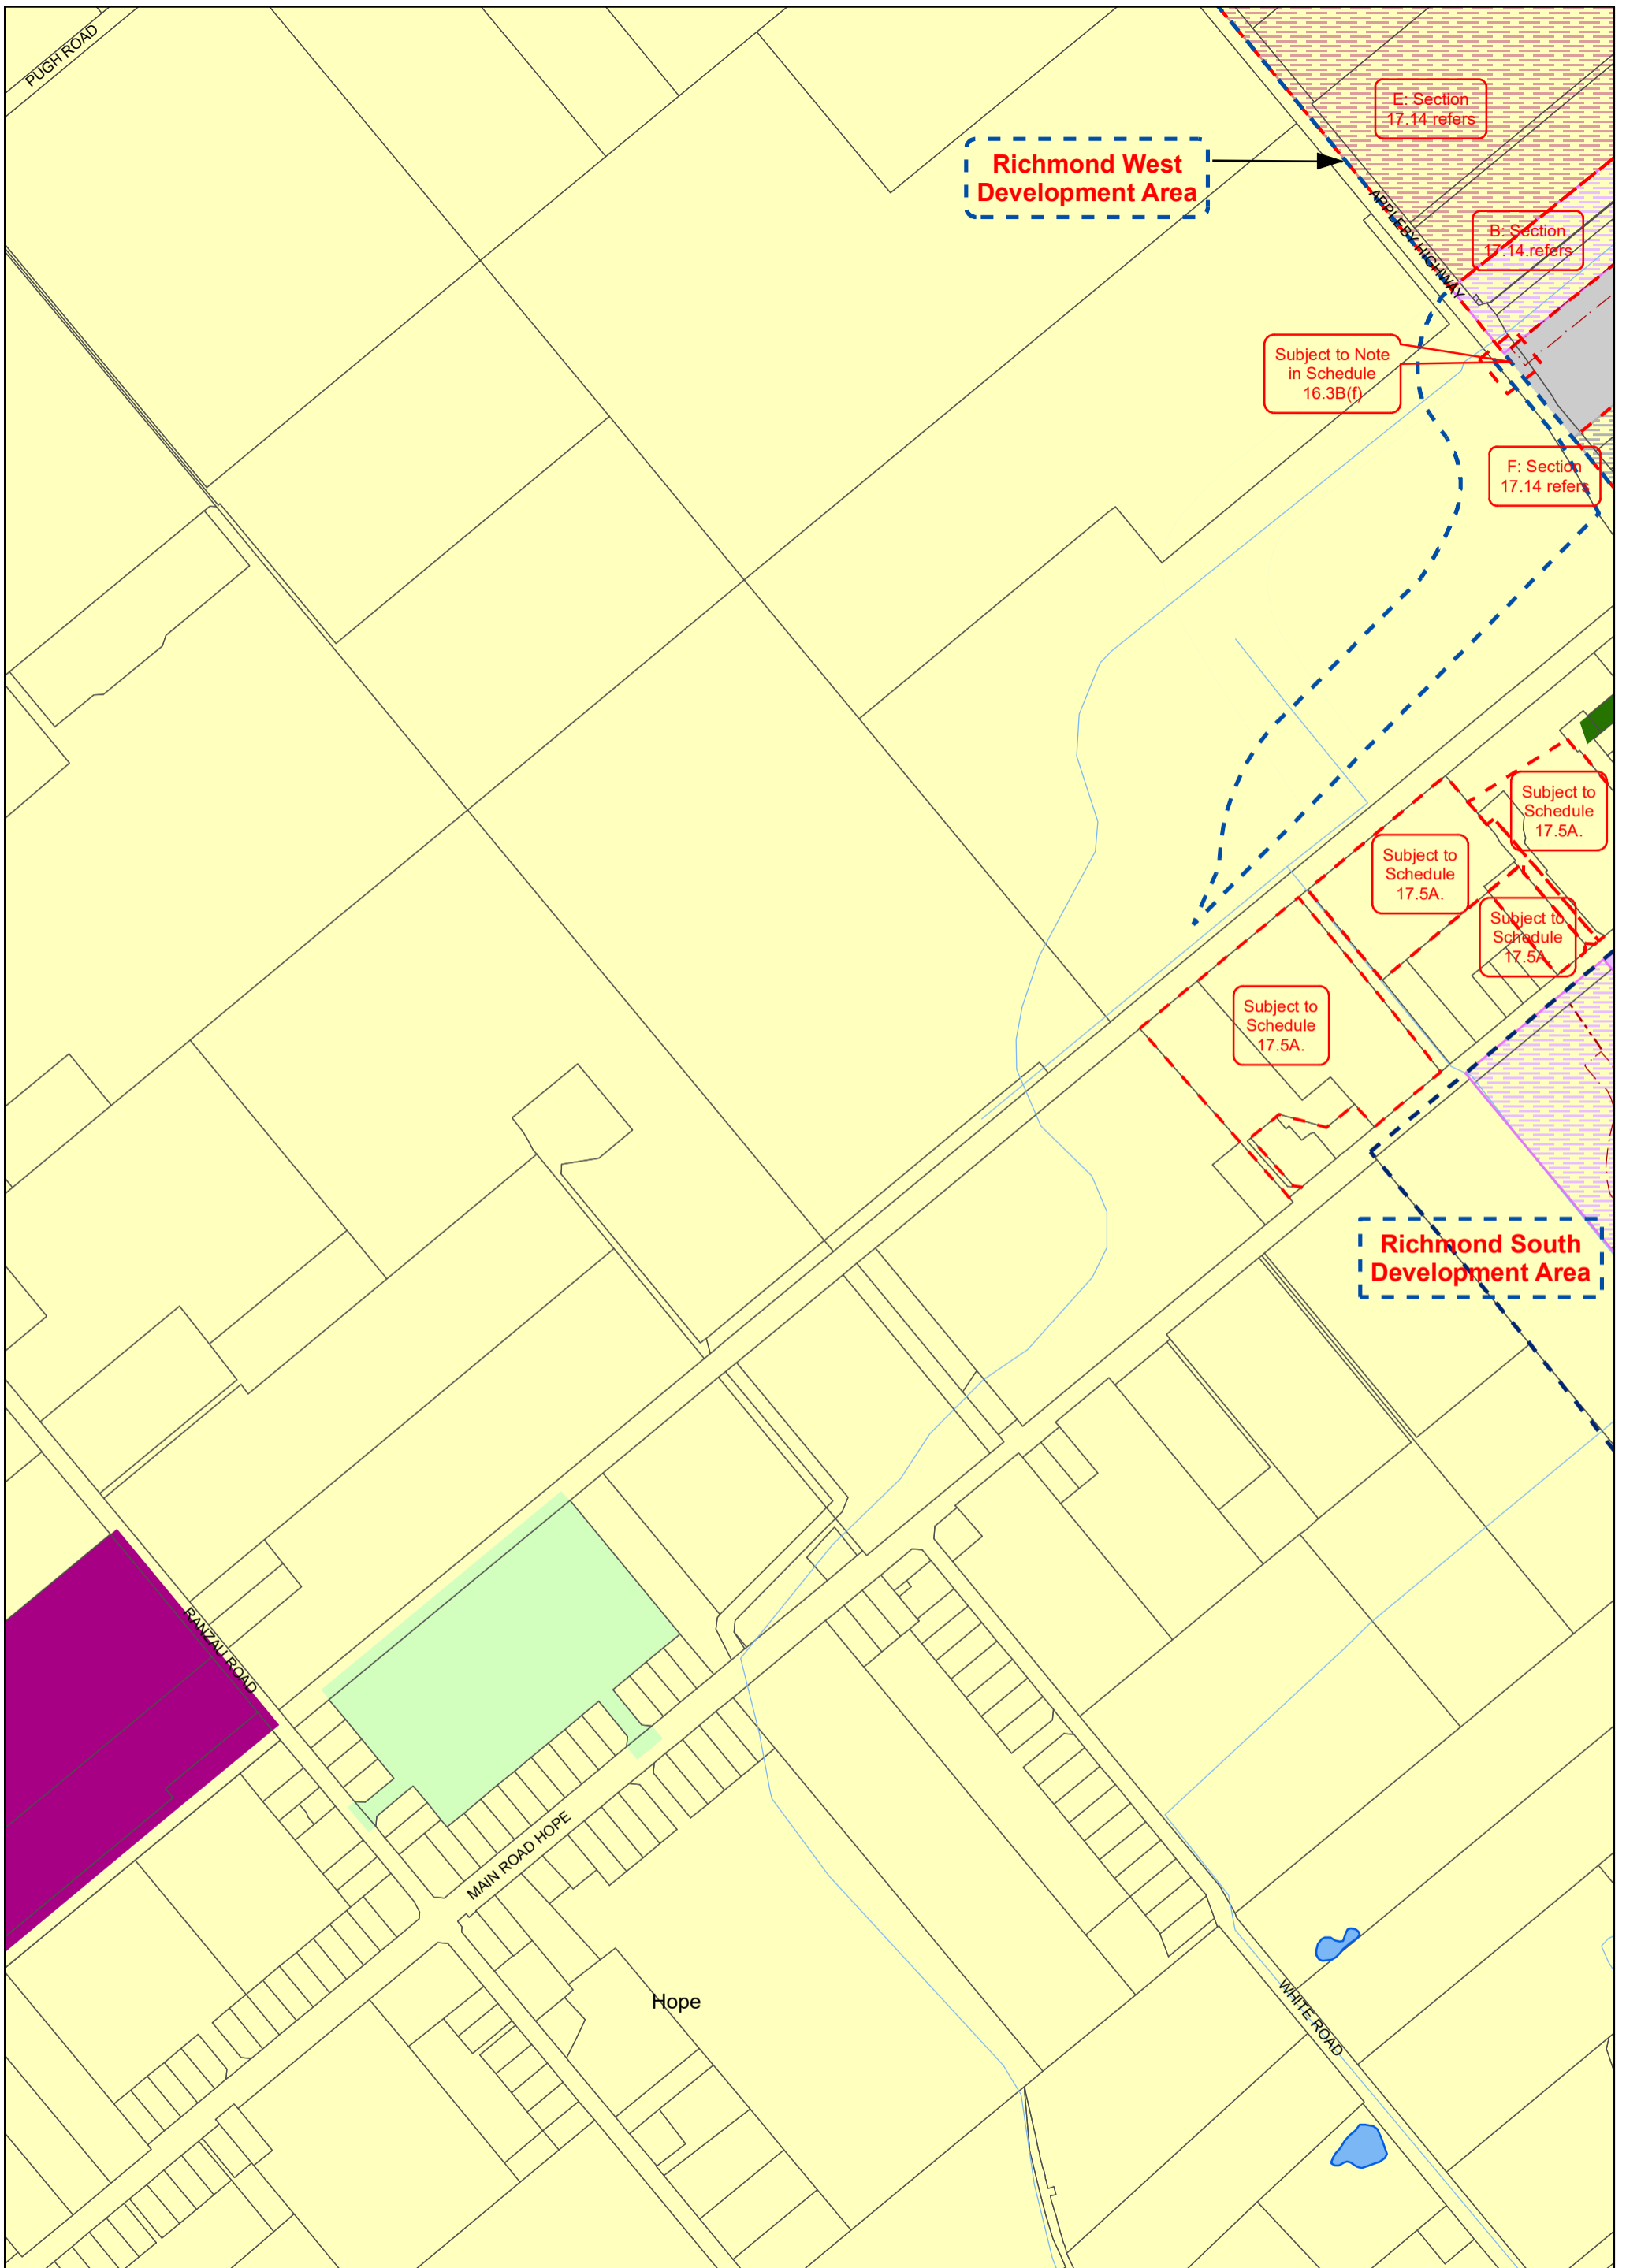 PUGH ROAD
E: Section
17.14 refers
Richmond West
Development Area
APPLEBY HIGHWAY
B: Section
17.14.refers
Subject to Note
in Schedule
16.3B(f)
F: Section
17.14 refers
Subject to
Schedule
17.5A.
Subject to
Schedule
17.5A.
Subject to
Schedule
17.5A.
Subject to
Schedule
17.5A.
Richmond South
Development Area
RANZAU ROAD
MAIN ROAD HOPE
Hope
WHITE ROAD